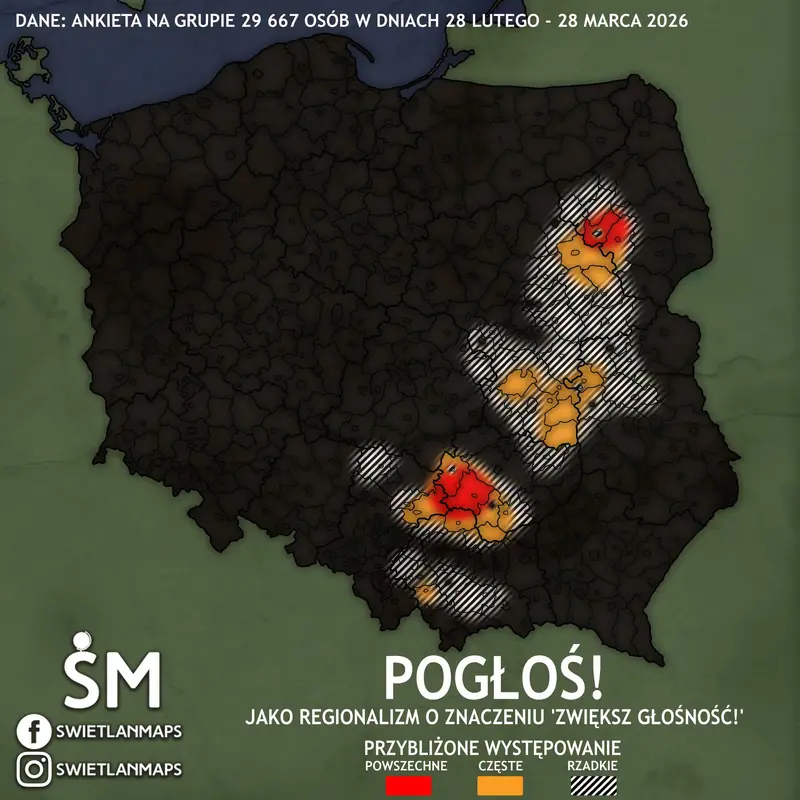 DANE: ANKIETA NA GRUPIE 29 667 OSÓB W DNIACH 28 LUTEGO - 28 MARCA 2026
ŚM
SWIETLANMAPS
SWIETLANMAPS
POGŁOŚ!
JAKO REGIONALIZM O ZNACZENIU 'ZWIĘKSZ GŁOŚNOŚĆ!'
PRZYBLIŻONE WYSTĘPOWANIE
POWSZECHNE CZĘSTE RZADKIE